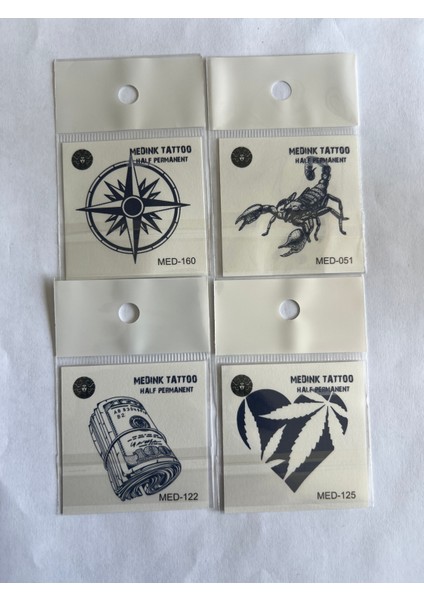 MEDINK TATTOO
HALF PERMANENT
MED-160
MEDINK TATTOO
HALF PERMANENT
MED-051
MEDINK TATTOO
HALF PERMANENT
MED-122
MEDINK TATTOO
HALF PERMANENT
MED-125